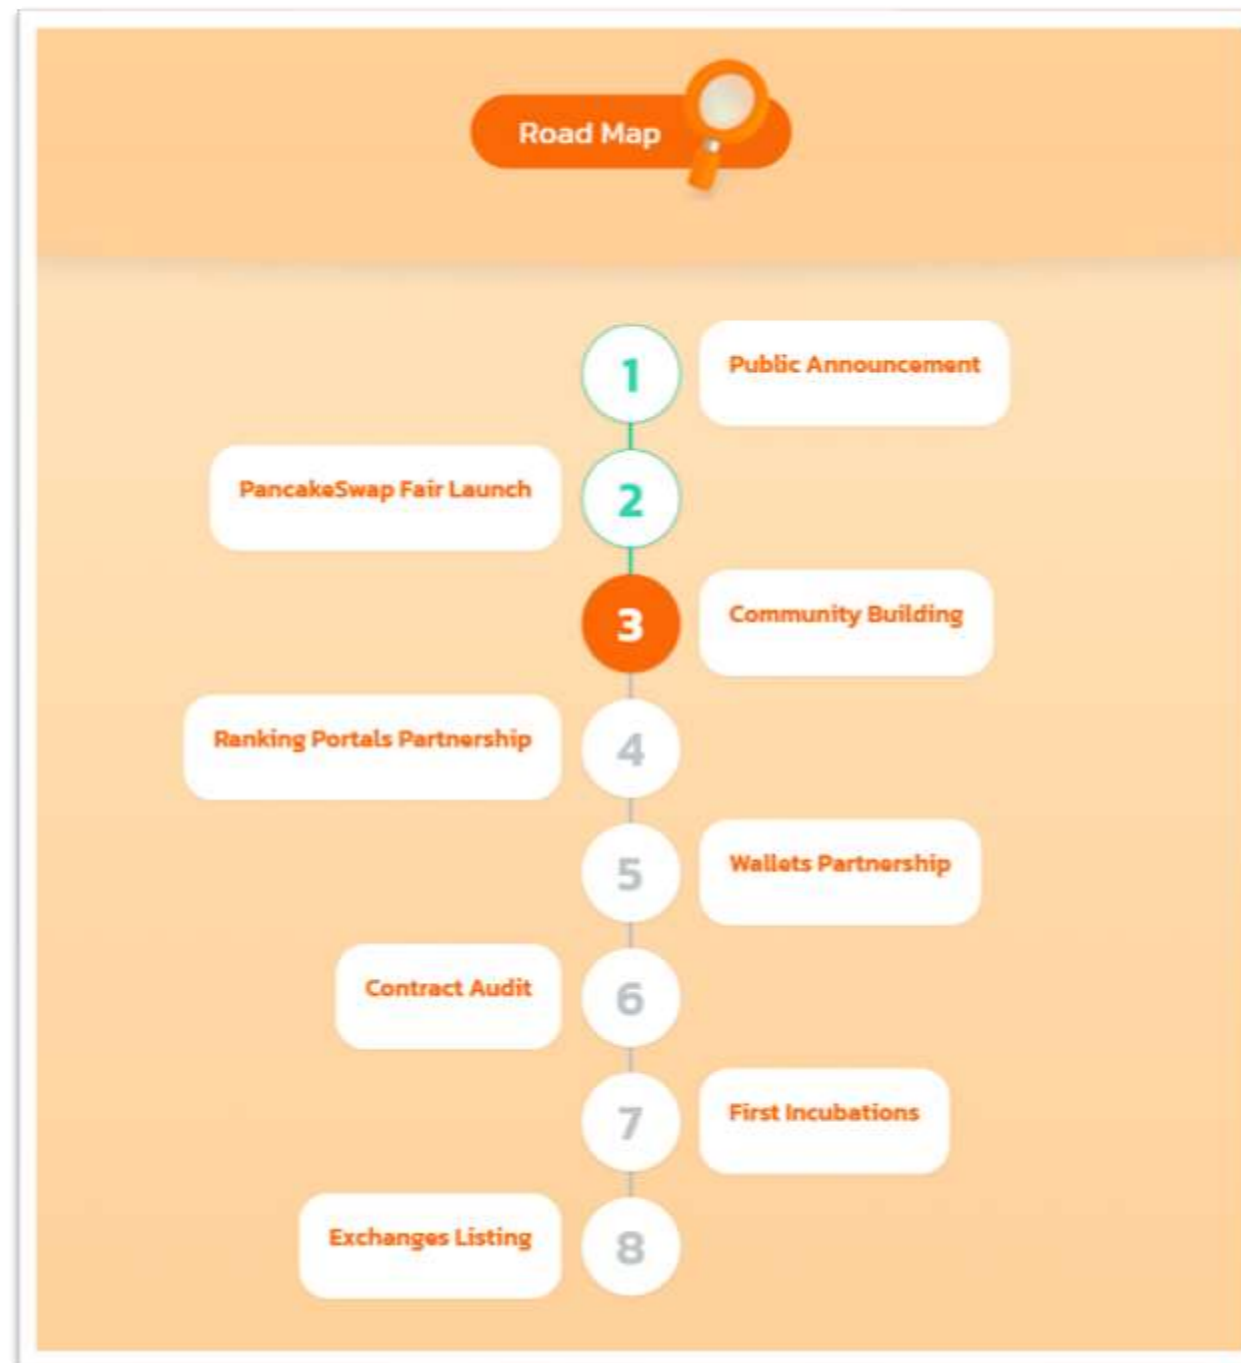 Road Map
1
Public Announcement
PancakeSwap Fair Launch
2
3
Community Building
Ranking Portals Partnership
4
5
Wallets Partnership
Contract Audit
6
7
First Incubations
Exchanges Listing
8